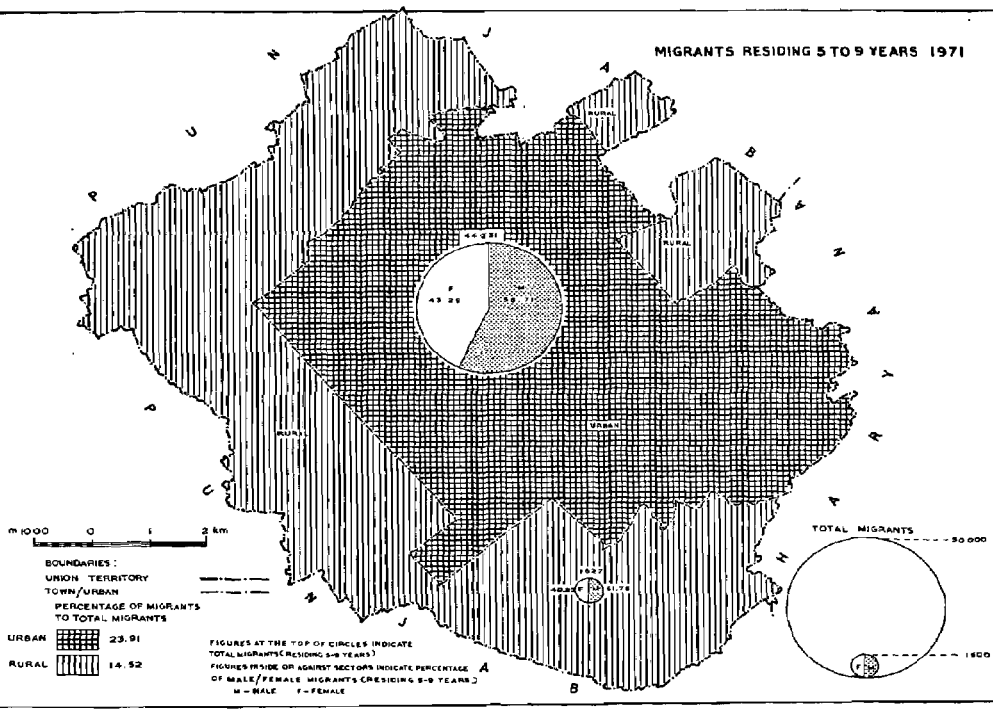 MIGRANTS RESIDING 5 TO 9 YEARS 1971
P U N J A B
H A R Y A N A
P U N J A B
RURAL
RURAL
F
43.29
M
URBAN
RURAL
1627
F M
m 1000 0 1 2 km
BOUNDARIES:
UNION TERRITORY
TOWN/URBAN
PERCENTAGE OF MIGRANTS
TO TOTAL MIGRANTS
URBAN 23.91
RURAL 14.52
FIGURES AT THE TOP OF CIRCLES INDICATE
TOTAL MIGRANTS (RESIDING 5-9 YEARS)
FIGURES INSIDE OR AGAINST SECTORS INDICATE PERCENTAGE
OF MALE/FEMALE MIGRANTS (RESIDING 5-9 YEARS)
M - MALE F - FEMALE
TOTAL MIGRANTS
F M